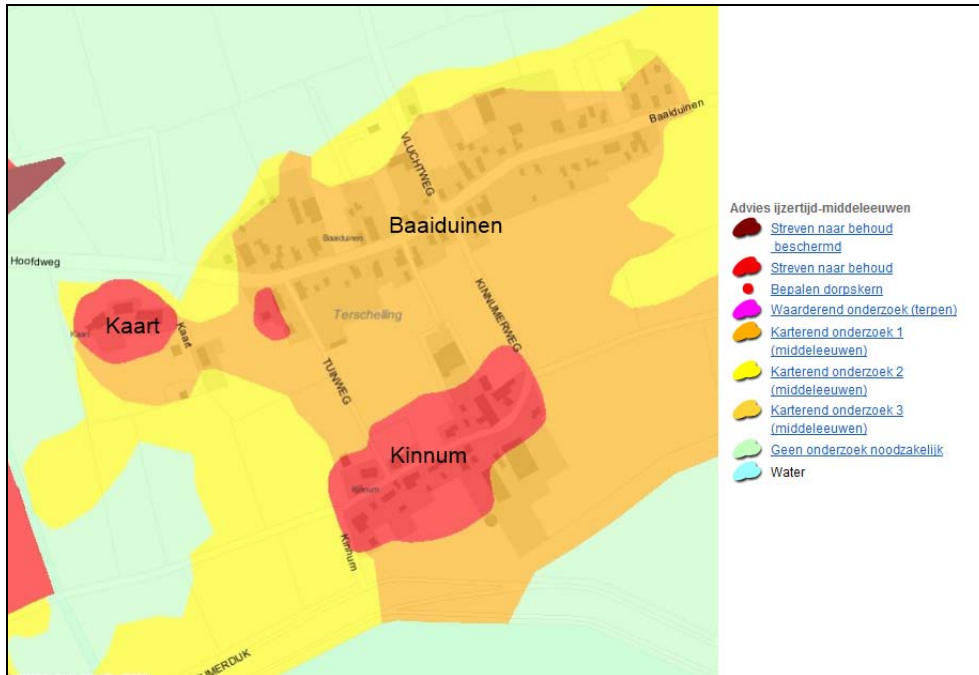 Baaiduinen
VLUCHTWEG
Baaiduinen
Baaiduinen
Hoofdweg
Kaart
Kaart
Kaart
Terschelling
KINNUMERWEG
TUINWEG
Kinnum
Kinnum
Kinnum
UMERDIJK
Advies ijzertijd-middeleeuwen
Streven naar behoud
beschermd
Streven naar behoud
Bepalen dorpskern
Waarderend onderzoek (terpen)
Karterend onderzoek 1
(middeleeuwen)
Karterend onderzoek 2
(middeleeuwen)
Karterend onderzoek 3
(middeleeuwen)
Geen onderzoek noodzakelijk
Water